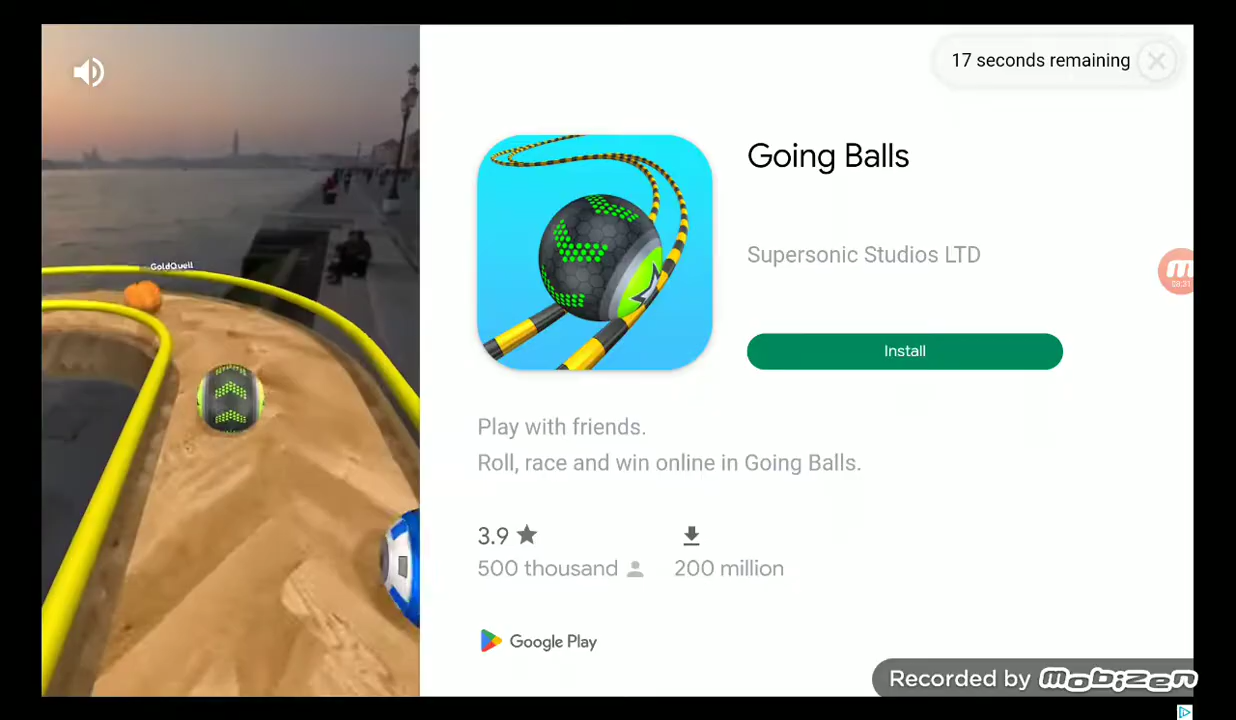 17 seconds remaining
Going Balls
GoldQuell
Supersonic Studios LTD
Install
Play with friends.
Roll, race and win online in Going Balls.
3.9
500 thousand
200 million
Google Play
Recorded by mobizen